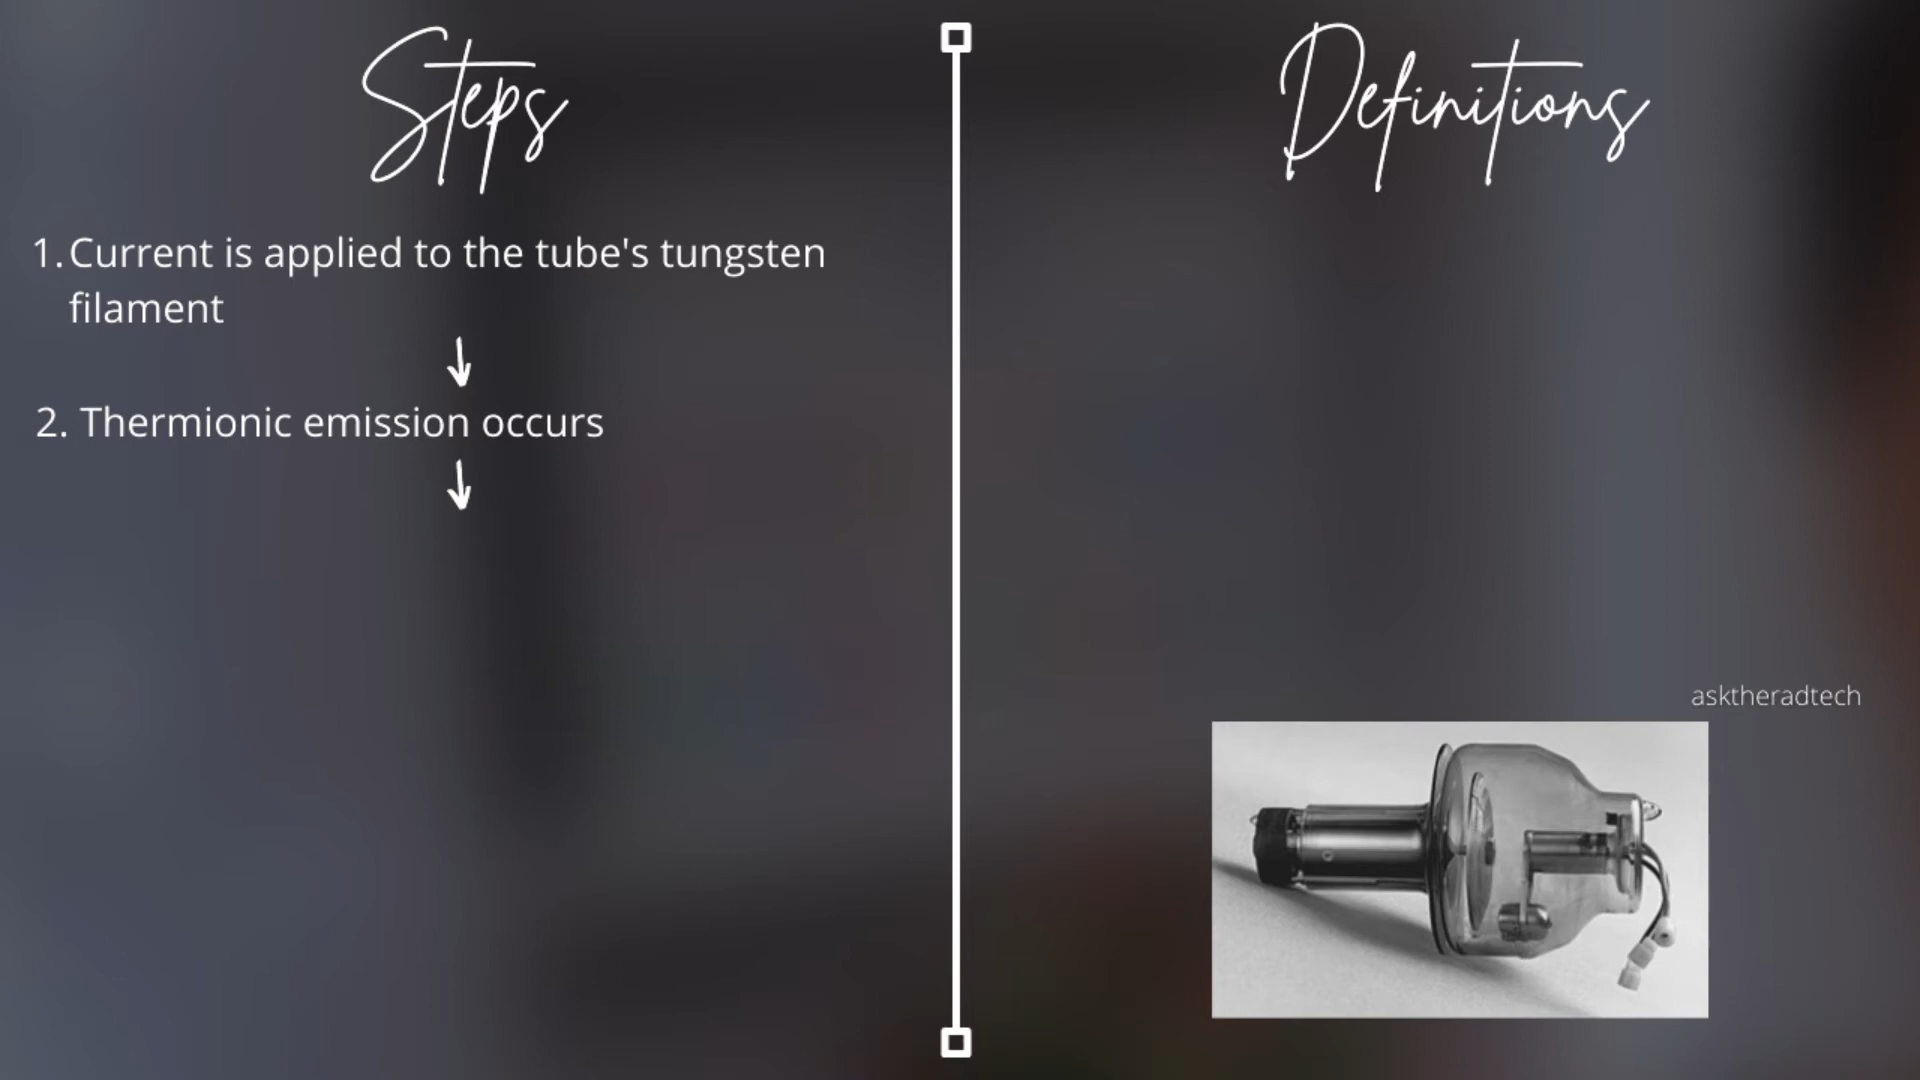 Steps
1. Current is applied to the tube's tungsten
filament
2. Thermionic emission occurs
Definitions
asktheradtech